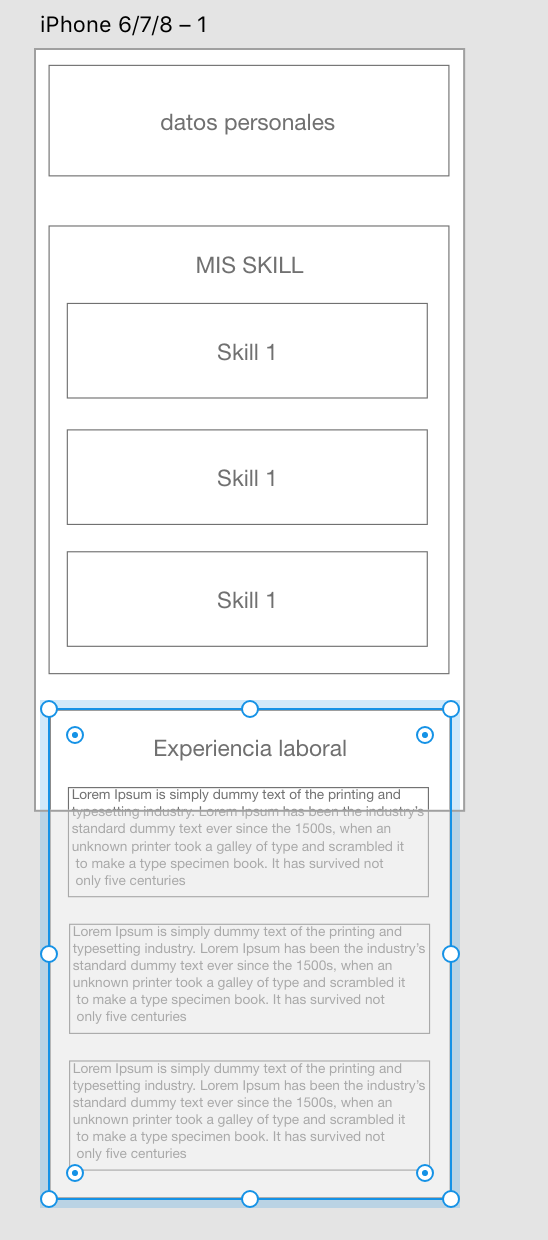 iPhone 6/7/8 – 1
datos personales
MIS SKILL
Skill 1
Skill 1
Skill 1
Experiencia laboral
Lorem Ipsum is simply dummy text of the printing and
typesetting industry. Lorem Ipsum has been the industry's
standard dummy text ever since the 1500s, when an
unknown printer took a galley of type and scrambled it
to make a type specimen book. It has survived not
only five centuries
Lorem Ipsum is simply dummy text of the printing and
typesetting industry. Lorem Ipsum has been the industry's
standard dummy text ever since the 1500s, when an
unknown printer took a galley of type and scrambled it
to make a type specimen book. It has survived not
only five centuries
Lorem Ipsum is simply dummy text of the printing and
typesetting industry. Lorem Ipsum has been the industry's
standard dummy text ever since the 1500s, when an
unknown printer took a galley of type and scrambled it
to make a type specimen book. It has survived not
only five centuries